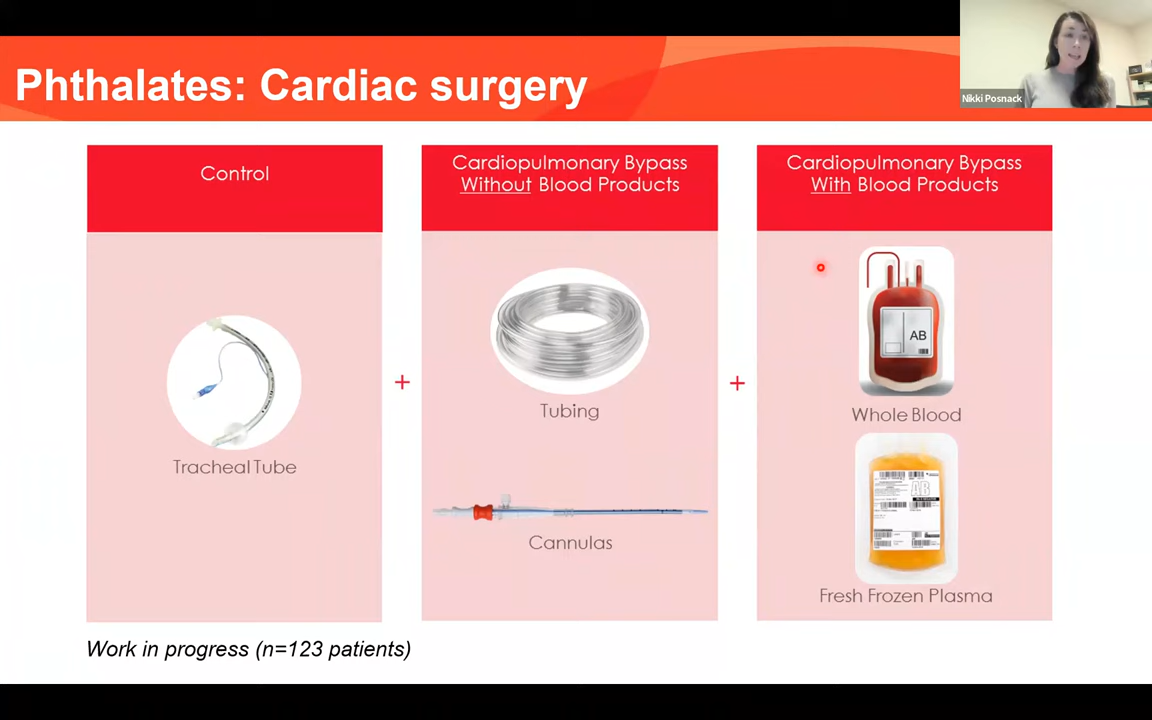 Phthalates: Cardiac surgery
Nikki Posnack
Control
Cardiopulmonary Bypass
Without Blood Products
Cardiopulmonary Bypass
With Blood Products
+
+
Tracheal Tube
Tubing
Cannulas
AB
Whole Blood
AB
Fresh Frozen Plasma
Work in progress (n=123 patients)